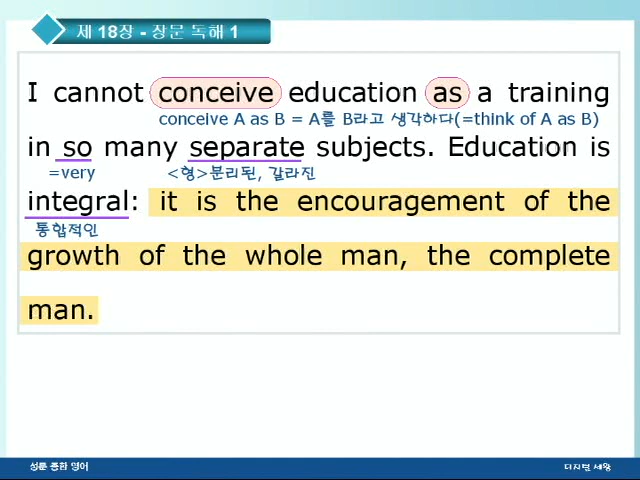 제 18장 - 장문 독해 1
I cannot conceive education as a training
conceive A as B = A를 B라고 생각하다(=think of A as B)
in so many separate subjects. Education is
=very <형>분리된, 갈라진
integral: it is the encouragement of the
통합적인
growth of the whole man, the complete
man.
성문 종합 영어 디지털 세왕